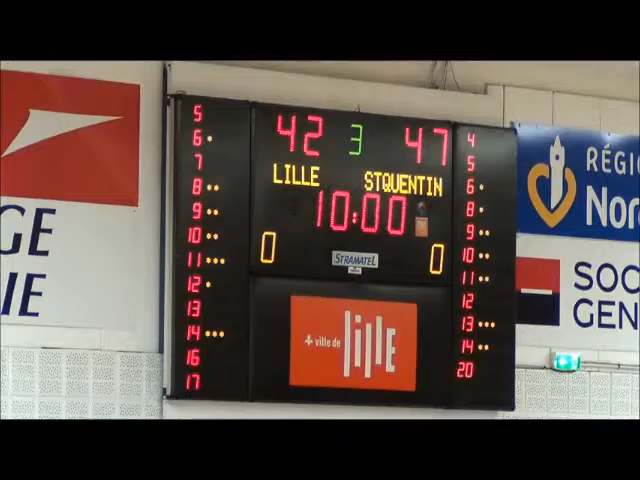 42 3 47
LILLE STQUENTIN
10:00
0 0
STRAMATEL
5
6
7
8
9
10
11
12
13
14
16
17
4
5
6
8
9
10
11
12
13
14
20
ville de lille
GE
IE
RÉGI
Nor
SOC
GEN